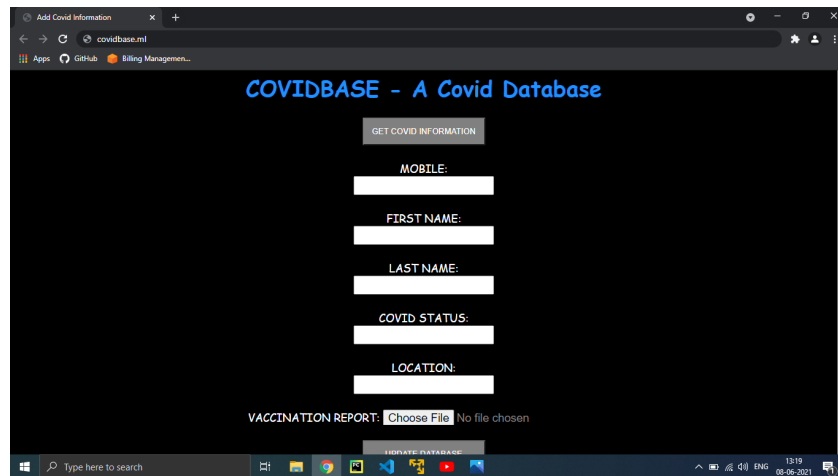 Add Covid Information
covidbase.ml
Apps GitHub Billing Managemen...
COVIDBASE - A Covid Database
GET COVID INFORMATION
MOBILE:
FIRST NAME:
LAST NAME:
COVID STATUS:
LOCATION:
VACCINATION REPORT: Choose File No file chosen
UPDATE DATABASE
Type here to search
ENG
13:19
08-06-2021